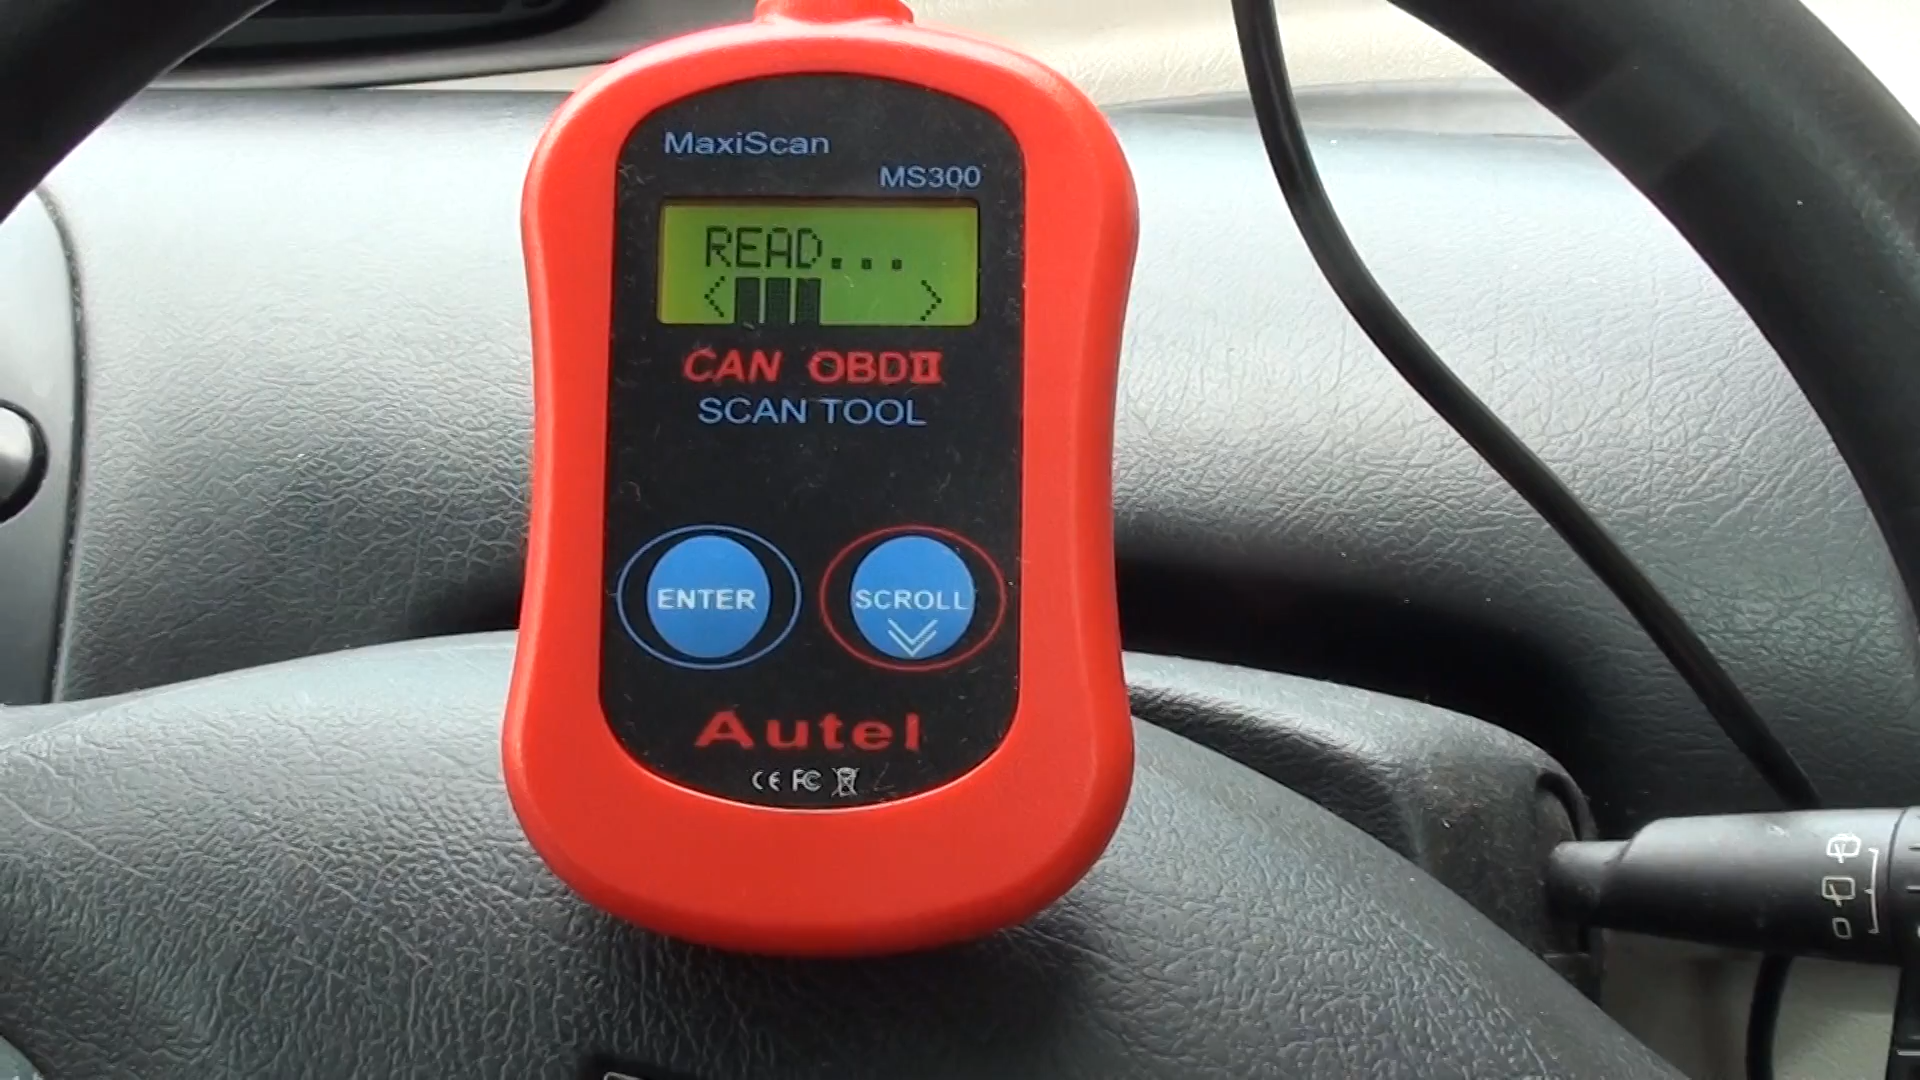 MaxiScan
MS300
READ...
CAN OBDII
SCAN TOOL
ENTER
SCROLL
Autel
CE FC